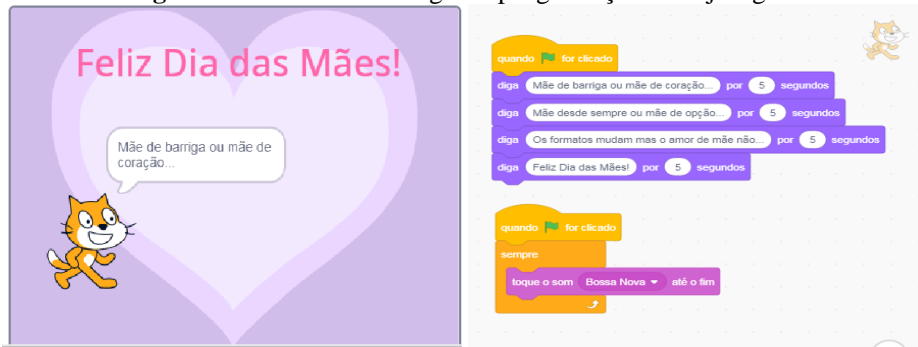 Feliz Dia das Mães!
Mãe de barriga ou mãe de
coração...
quando for clicado
diga Mãe de barriga ou mãe de coração... por 5 segundos
diga Mãe desde sempre ou mãe de opção... por 5 segundos
diga Os formatos mudam mas o amor de mãe não... por 5 segundos
diga Feliz Dia das Mães! por 5 segundos
quando for clicado
sempre
toque o som Bossa Nova até o fim